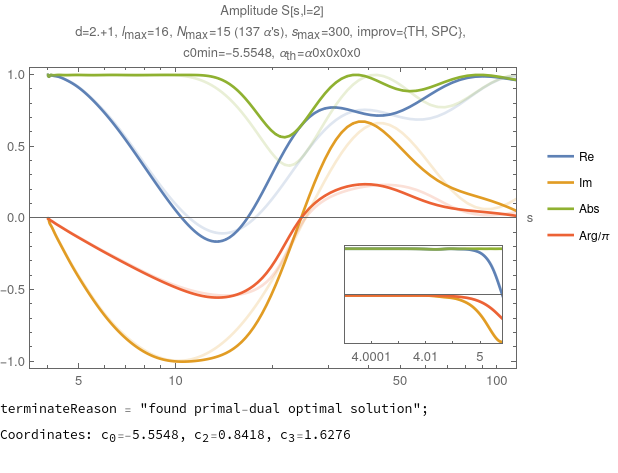 Amplitude S[s,l=2]
d=2.+1, lmax=16, Nmax=15 (137 α's), smax=300, improv={TH, SPC},
c0min=-5.5548, αth=α0x0x0x0
1.0
0.5
0.0
-0.5
-1.0
5
10
50
100
s
4.0001
4.01
5
Re
Im
Abs
Arg/π
terminateReason = "found primal-dual optimal solution";
Coordinates: c0=-5.5548, c2=0.8418, c3=1.6276